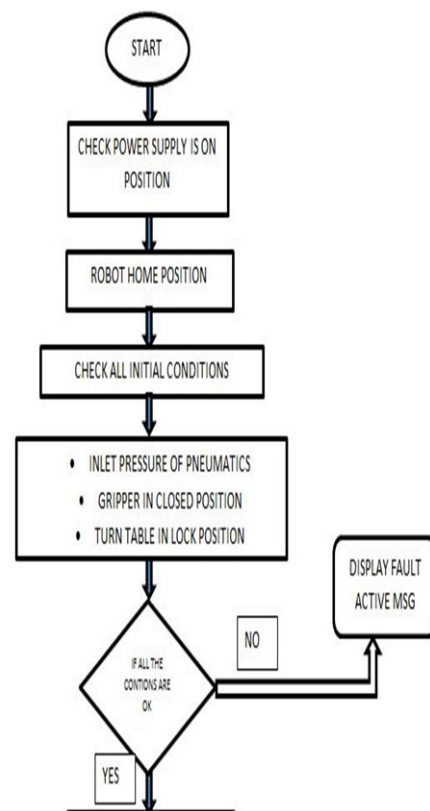 START
CHECK POWER SUPPLY IS ON
POSITION
ROBOT HOME POSITION
CHECK ALL INITIAL CONDITIONS
• INLET PRESSURE OF PNEUMATICS
• GRIPPER IN CLOSED POSITION
• TURN TABLE IN LOCK POSITION
DISPLAY FAULT
ACTIVE MSG
NO
IF ALL THE
CONTIONS ARE
OK
YES